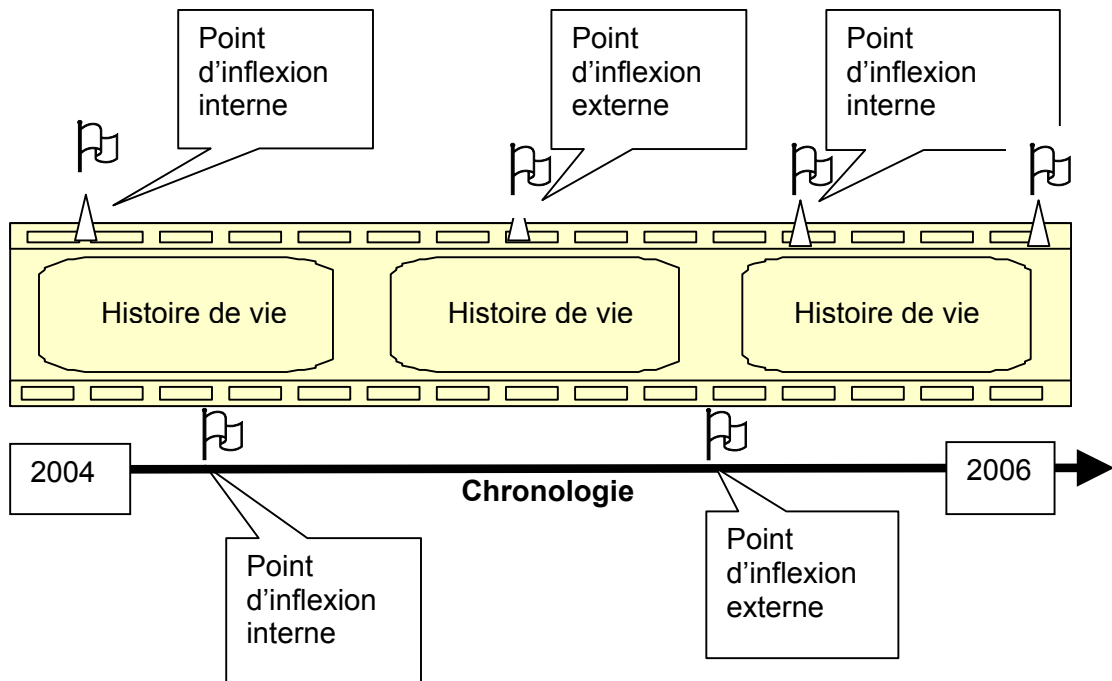 Point
d’inflexion
interne
Point
d’inflexion
externe
Point
d’inflexion
interne
Histoire de vie
Histoire de vie
Histoire de vie
2004
Chronologie
2006
Point
d’inflexion
interne
Point
d’inflexion
externe